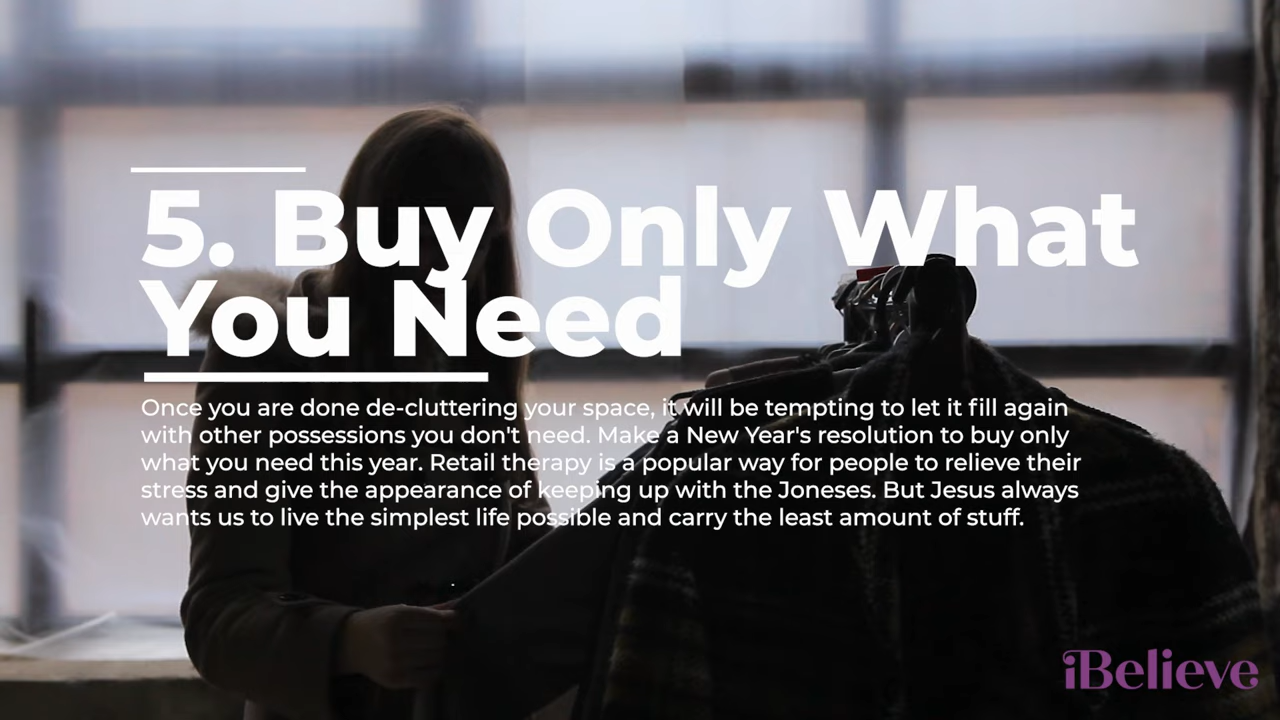 5. Buy Only What
You Need
Once you are done de-cluttering your space, it will be tempting to let it fill again
with other possessions you don't need. Make a New Year's resolution to buy only
what you need this year. Retail therapy is a popular way for people to relieve their
stress and give the appearance of keeping up with the Joneses. But Jesus always
wants us to live the simplest life possible and carry the least amount of stuff.
iBelieve